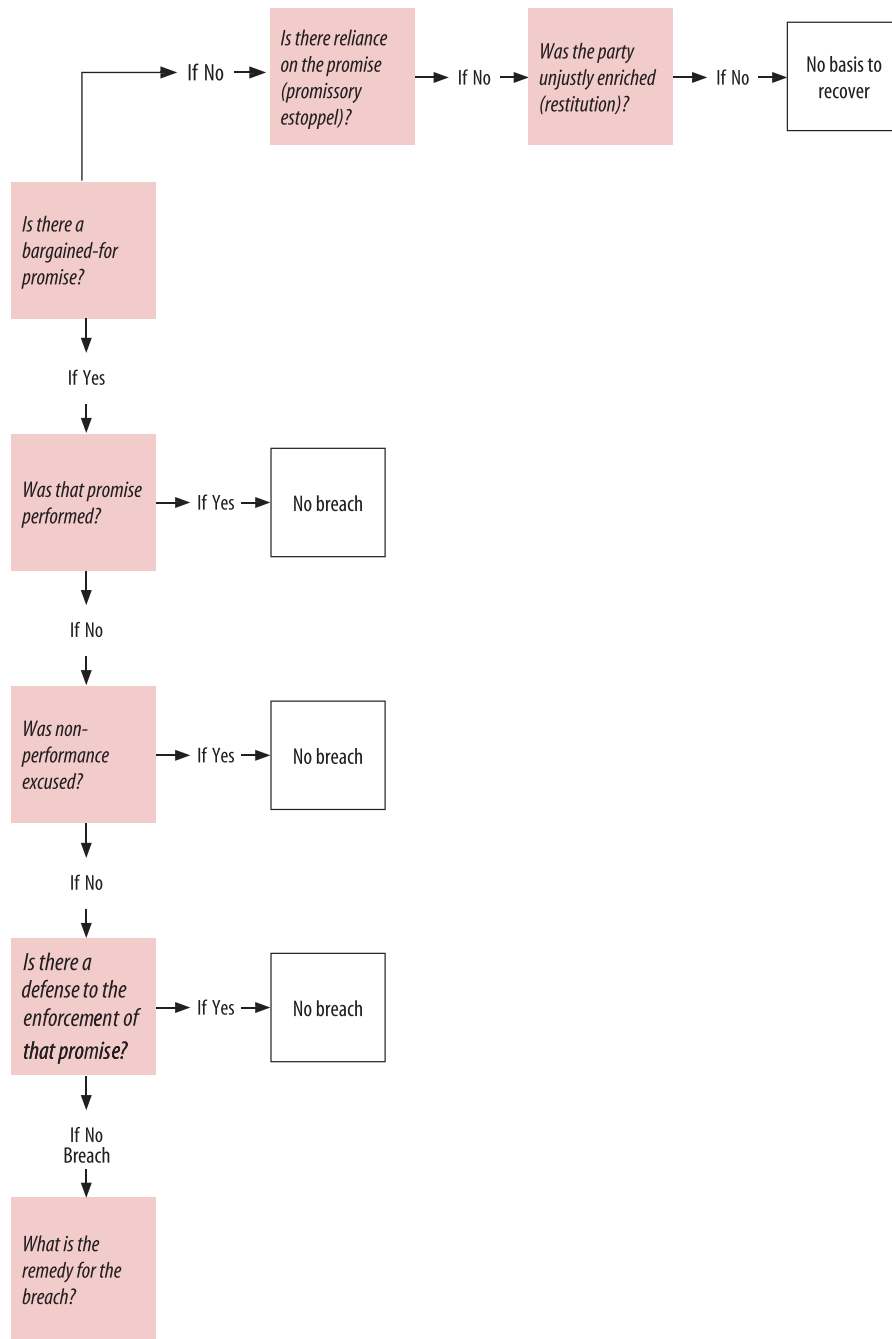 If No
Is there reliance
on the promise
(promissory
estoppel)?
If No
Was the party
unjustly enriched
(restitution)?
If No
No basis to
recover
Is there a
bargained-for
promise?
If Yes
Was that promise
performed?
If Yes
No breach
If No
Was non-
performance
excused?
If Yes
No breach
If No
Is there a
defense to the
enforcement of
that promise?
If Yes
No breach
If No
Breach
What is the
remedy for the
breach?